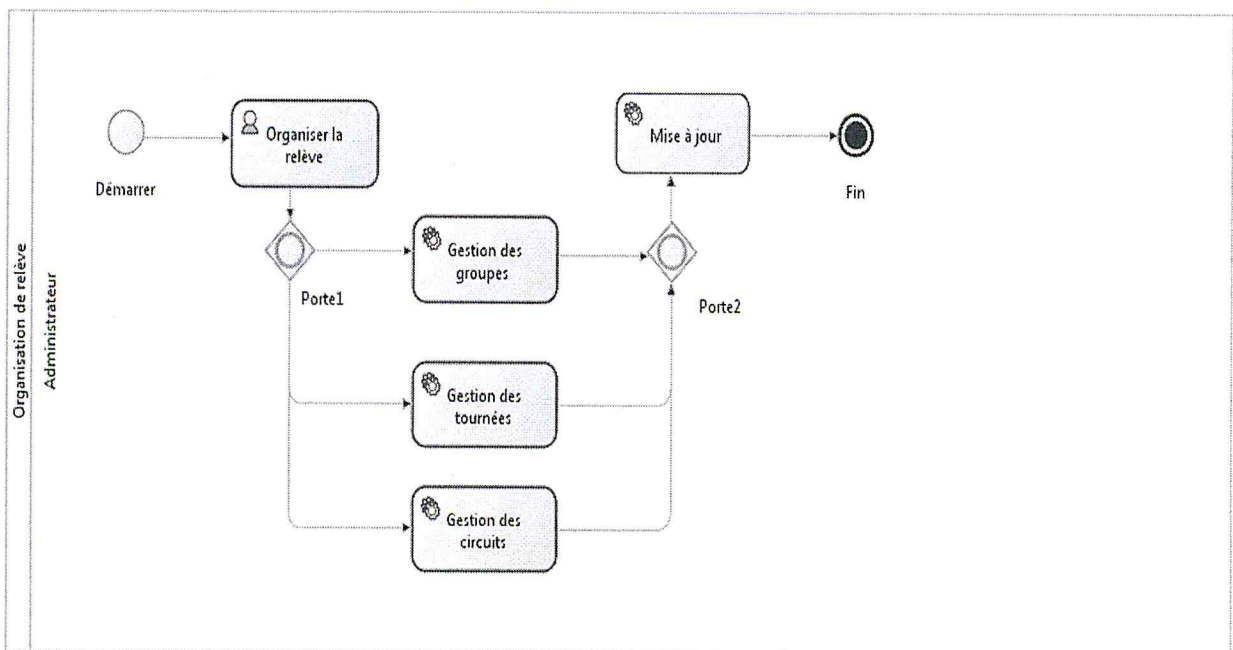 Organisation de relève
Administrateur
Démarrer
Organiser la
relève
Porte1
Gestion des
groupes
Gestion des
tournées
Gestion des
circuits
Mise à jour
Porte2
Fin